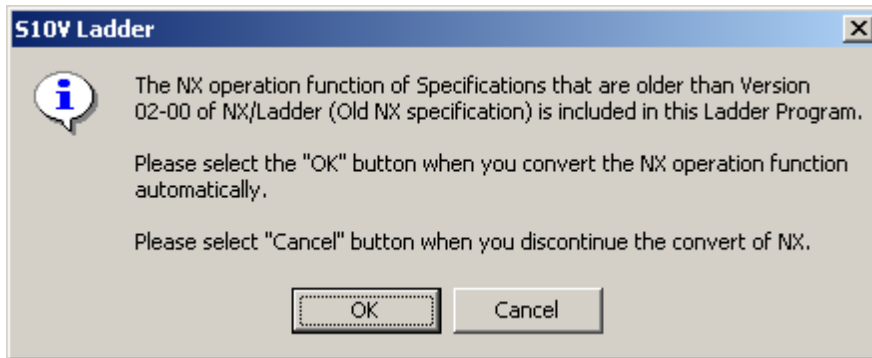 S10V Ladder
The NX operation function of Specifications that are older than Version
02-00 of NX/Ladder (Old NX specification) is included in this Ladder Program.
Please select the "OK" button when you convert the NX operation function
automatically.
Please select "Cancel" button when you discontinue the convert of NX.
OK
Cancel